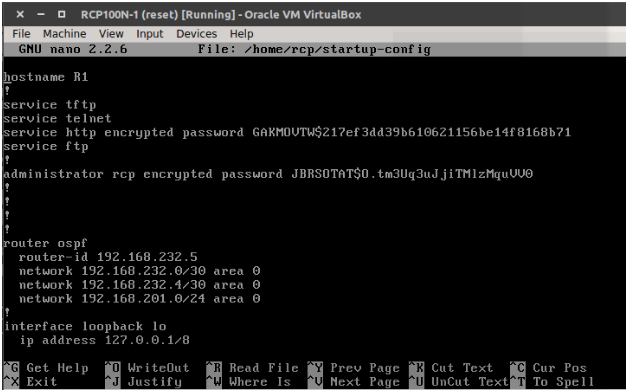 RCP100N-1 (reset) [Running] - Oracle VM VirtualBox
File Machine View Input Devices Help
GNU nano 2.2.6 File: /home/rcp/startup-config
hostname R1
!
service tftp
service telnet
service http encrypted password GAKMOVTW$217ef3dd39b610621156be14f8168b71
service ftp
!
administrator rcp encrypted password JBRSOTAT$O.tm3Uq3uJjiTMlzMquVV0
!
!
!
!
router ospf
router-id 192.168.232.5
network 192.168.232.0/30 area 0
network 192.168.232.4/30 area 0
network 192.168.201.0/24 area 0
!
interface loopback lo
ip address 127.0.0.1/8
^G Get Help ^O WriteOut ^R Read File ^Y Prev Page ^K Cut Text ^C Cur Pos
^X Exit ^J Justify ^W Where Is ^V Next Page ^U UnCut Text ^T To Spell